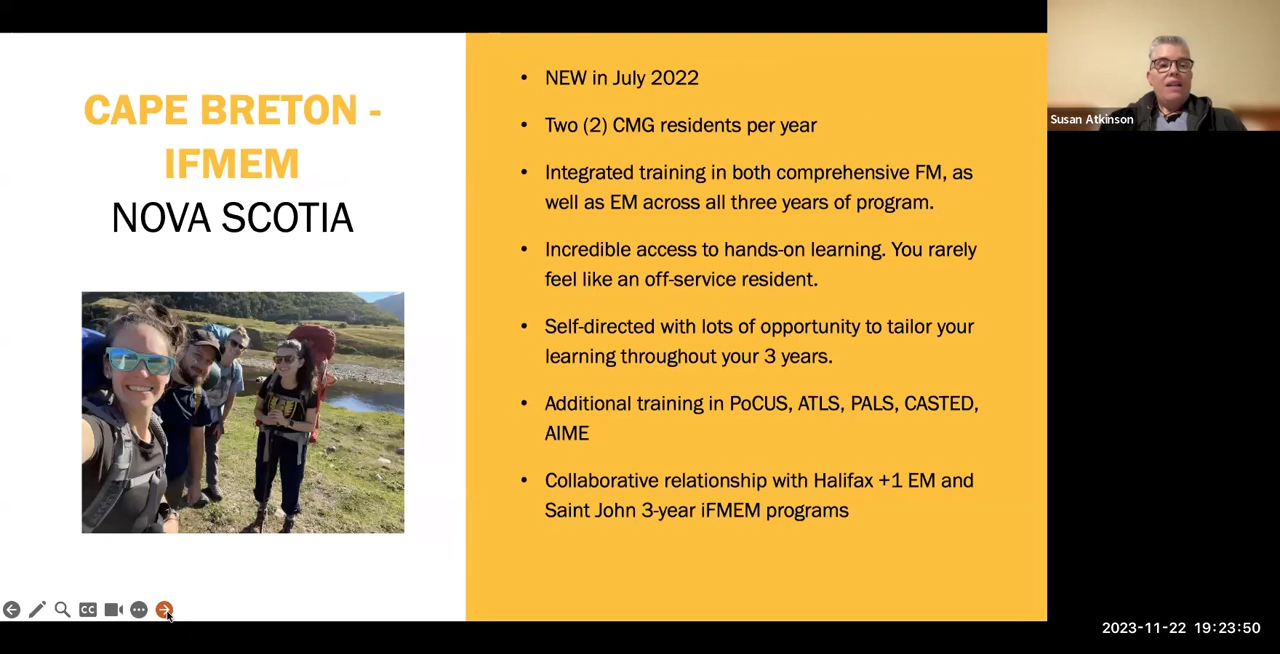 CAPE BRETON -
IFMEM
NOVA SCOTIA
• NEW in July 2022
• Two (2) CMG residents per year
• Integrated training in both comprehensive FM, as
well as EM across all three years of program.
• Incredible access to hands-on learning. You rarely
feel like an off-service resident.
• Self-directed with lots of opportunity to tailor your
learning throughout your 3 years.
• Additional training in PoCUS, ATLS, PALS, CASTED,
AIME
• Collaborative relationship with Halifax +1 EM and
Saint John 3-year iFMEM programs
Susan Atkinson
CC
2023-11-22 19:23:50